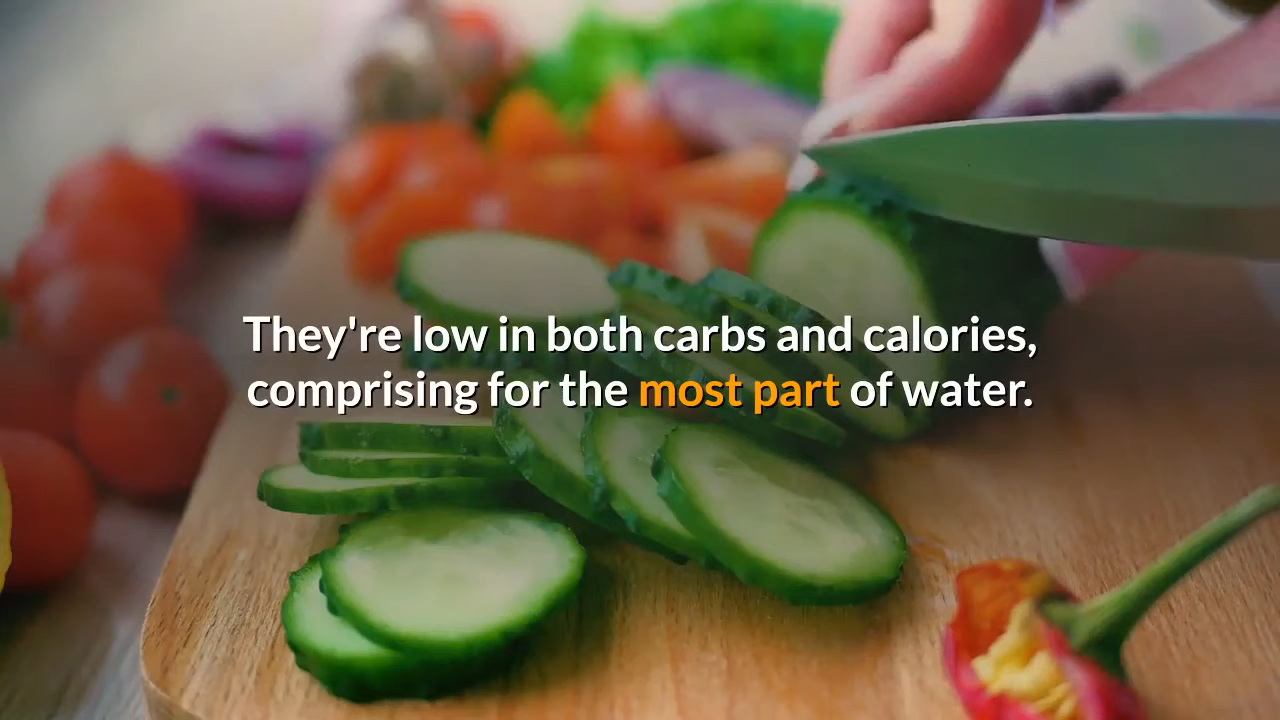 They're low in both carbs and calories,
comprising for the most part of water.